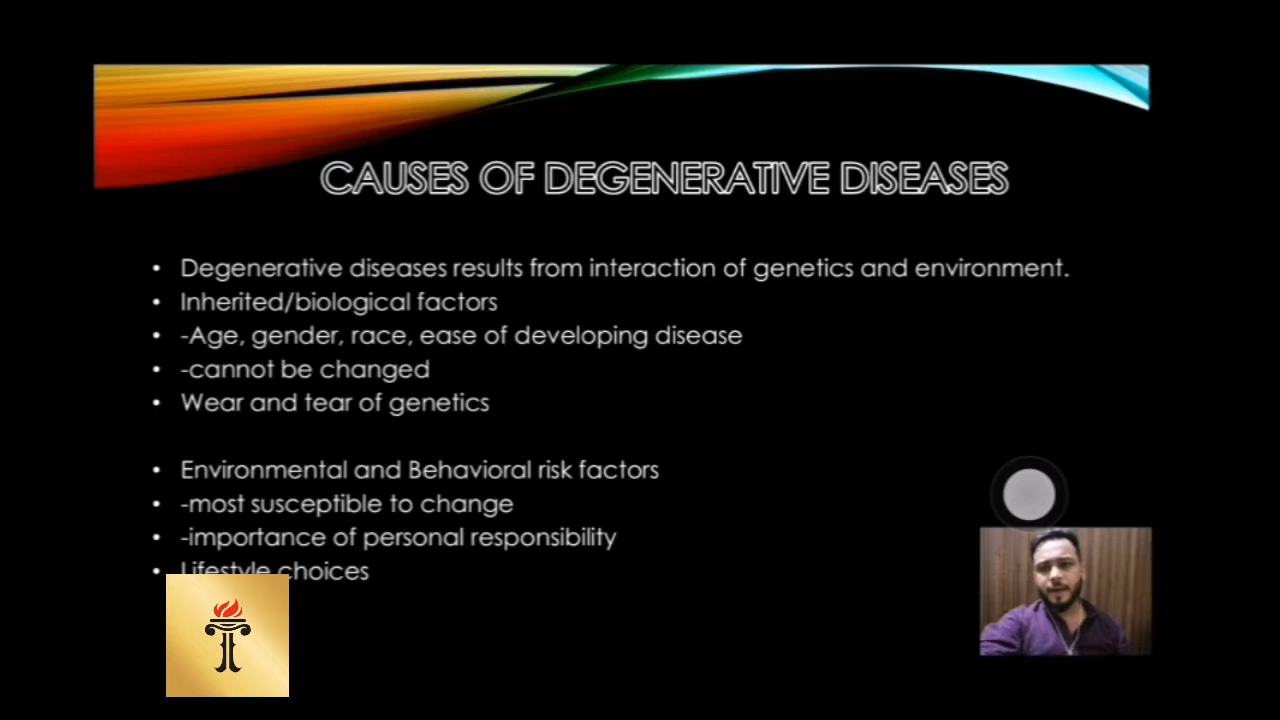 CAUSES OF DEGENERATIVE DISEASES
• Degenerative diseases results from interaction of genetics and environment.
• Inherited/biological factors
• -Age, gender, race, ease of developing disease
• -cannot be changed
• Wear and tear of genetics
• Environmental and Behavioral risk factors
• -most susceptible to change
• -importance of personal responsibility
• Lifestyle choices